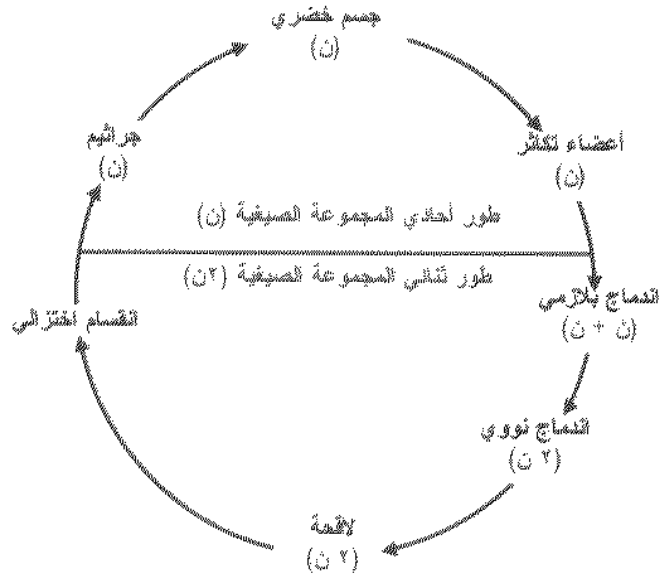 جسم خضري
(ن)
أعضاء تكاثر
(ن)
جراثيم
(ن)
طور أحادي المجموعة الصبغية (ن)
طور ثنائي المجموعة الصبغية (٢ن)
اندماج بلازمي
(ن + ن)
انقسام اختزالي
اندماج نووي
(٢ ن)
لاقحة
(٢ ن)